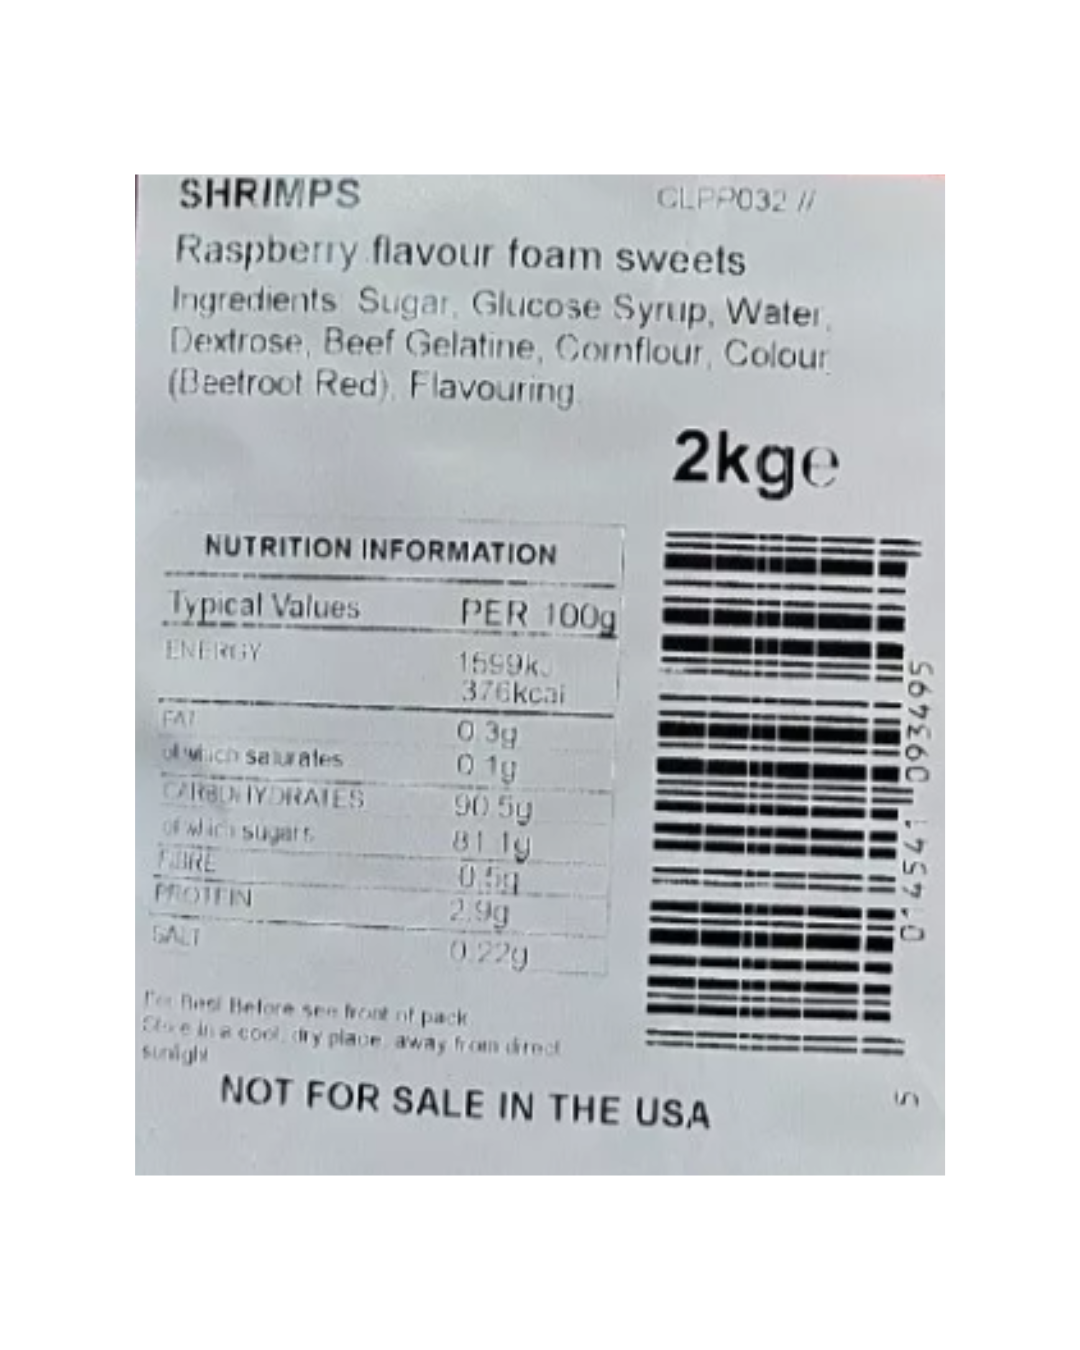 SHRIMPS
CLPP032 //
Raspberry flavour foam sweets
Ingredients: Sugar, Glucose Syrup, Water,
Dextrose, Beef Gelatine, Cornflour, Colour
(Beetroot Red), Flavouring.
2kg℮
NUTRITION INFORMATION
Typical Values PER 100g
ENERGY 1599kJ
376kcal
FAT 0.3g
of which saturates 0.1g
CARBOHYDRATES 90.5g
of which sugars 81.1g
FIBRE 0.5g
PROTEIN 2.9g
SALT 0.22g
For Best Before see front of pack
Store in a cool, dry place, away from direct
sunlight
NOT FOR SALE IN THE USA
S